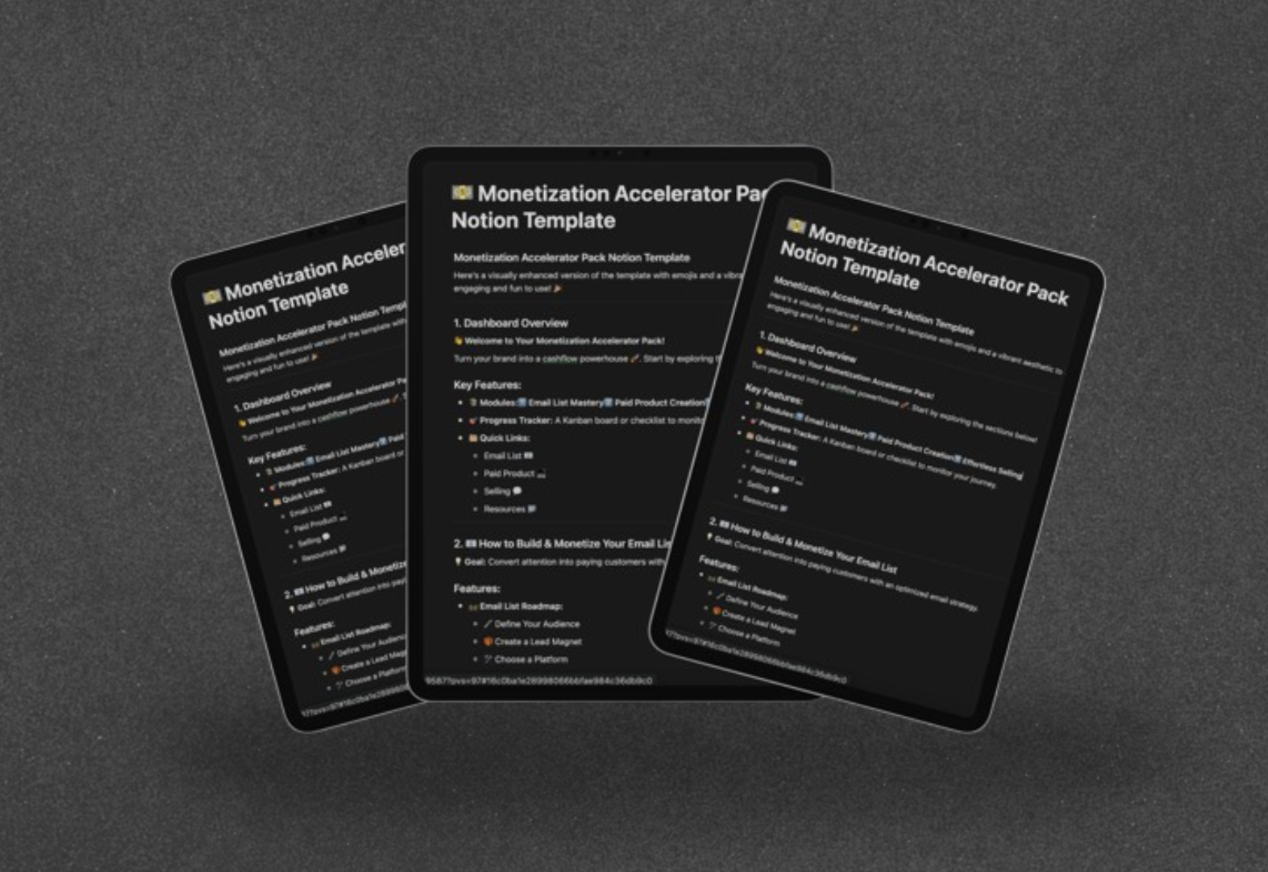 Monetization Acceler
Notion Template
Monetization Accelerator Pack Notion Templ
Here's a visually enhanced version of the template with
engaging and fun to use! 🎉
1. Dashboard Overview
👋 Welcome to Your Monetization Accelerator Pa
Turn your brand into a cashflow powerhouse 🚀.
Key Features:
Modules: Email List Mastery Paid
Progress Tracker: A Kanban board or
Quick Links:
Email List
Paid Product
Selling 💬
Resources
2. How to Build & Monetize
💡 Goal: Convert attention into
Features:
Email List Roadmap:
Define Your Audience
Create a Lead Magn
Choose a Platform
Monetization Accelerator Pac
Notion Template
Monetization Accelerator Pack Notion Template
Here's a visually enhanced version of the template with emojis and a vibra
engaging and fun to use! 🎉
1. Dashboard Overview
👋 Welcome to Your Monetization Accelerator Pack!
Turn your brand into a cashflow powerhouse 🚀. Start by exploring t
Key Features:
Modules: Email List Mastery Paid Product Creation
Progress Tracker: A Kanban board or checklist to monit
Quick Links:
Email List
Paid Product
Selling 💬
Resources
2. How to Build & Monetize Your Email Lis
💡 Goal: Convert attention into paying customers with
Features:
Email List Roadmap:
Define Your Audience
Create a Lead Magnet
Choose a Platform
Monetization Accelerator Pack
Notion Template
Monetization Accelerator Pack Notion Template
Here's a visually enhanced version of the template with emojis and a vibrant aesthetic to
engaging and fun to use! 🎉
1. Dashboard Overview
👋 Welcome to Your Monetization Accelerator Pack!
Turn your brand into a cashflow powerhouse 🚀. Start by exploring the sections below!
Key Features:
Modules: Email List Mastery Paid Product Creation Effortless Selling
Progress Tracker: A Kanban board or checklist to monitor your journey.
Quick Links:
Email List
Paid Product
Selling 💬
Resources
2. How to Build & Monetize Your Email List
💡 Goal: Convert attention into paying customers with an optimized email strategy.
Features:
Email List Roadmap:
Define Your Audience
Create a Lead Magnet
Choose a Platform